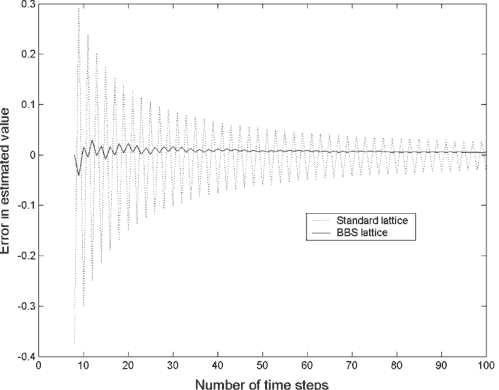 0.3
0.2
0.1
0
-0.1
-0.2
-0.3
-0.4
Error in estimated value
Standard lattice
BBS lattice
0 10 20 30 40 50 60 70 80 90 100
Number of time steps